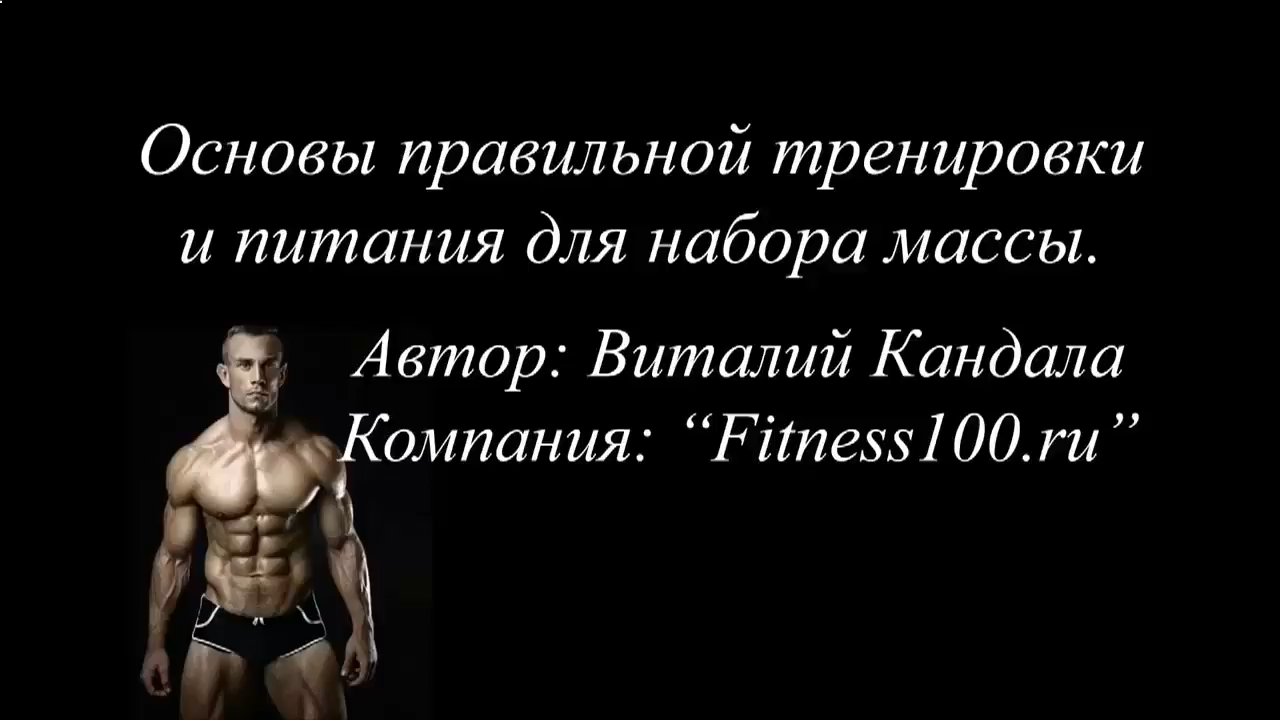 Основы правильной тренировки
и питания для набора массы.
Автор: Виталий Кандала
Компания: “Fitness100.ru”